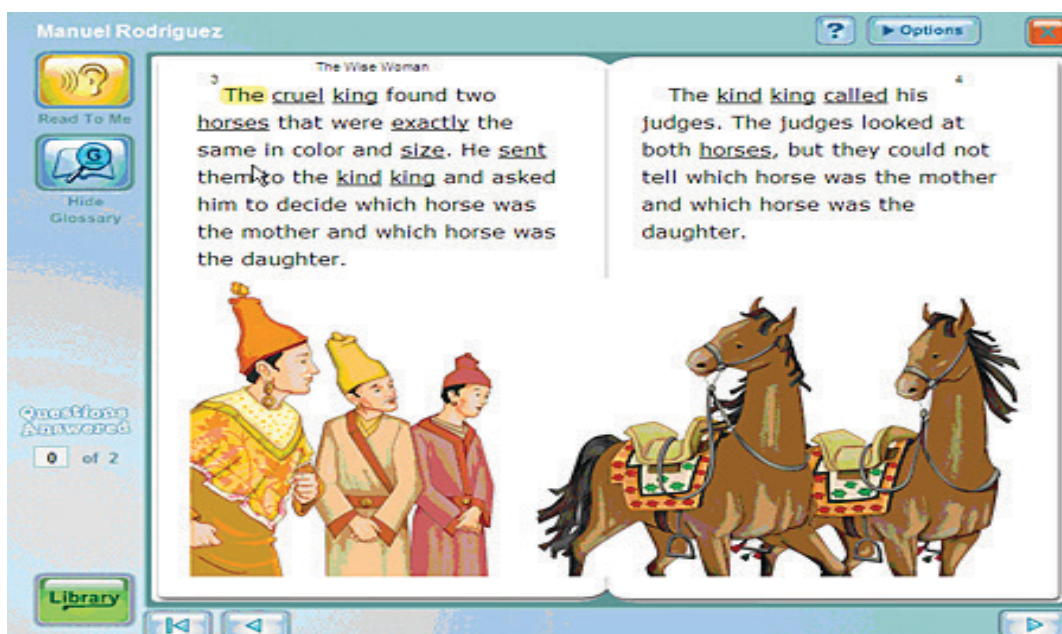 Manuel Rodriguez
?
Options
X
Read To Me
G
Hide
Glossary
Questions
Answered
0 of 2
Library
The Wise Woman
3
The cruel king found two
horses that were exactly the
same in color and size. He sent
them to the kind king and asked
him to decide which horse was
the mother and which horse was
the daughter.
4
The kind king called his
judges. The judges looked at
both horses, but they could not
tell which horse was the mother
and which horse was the
daughter.